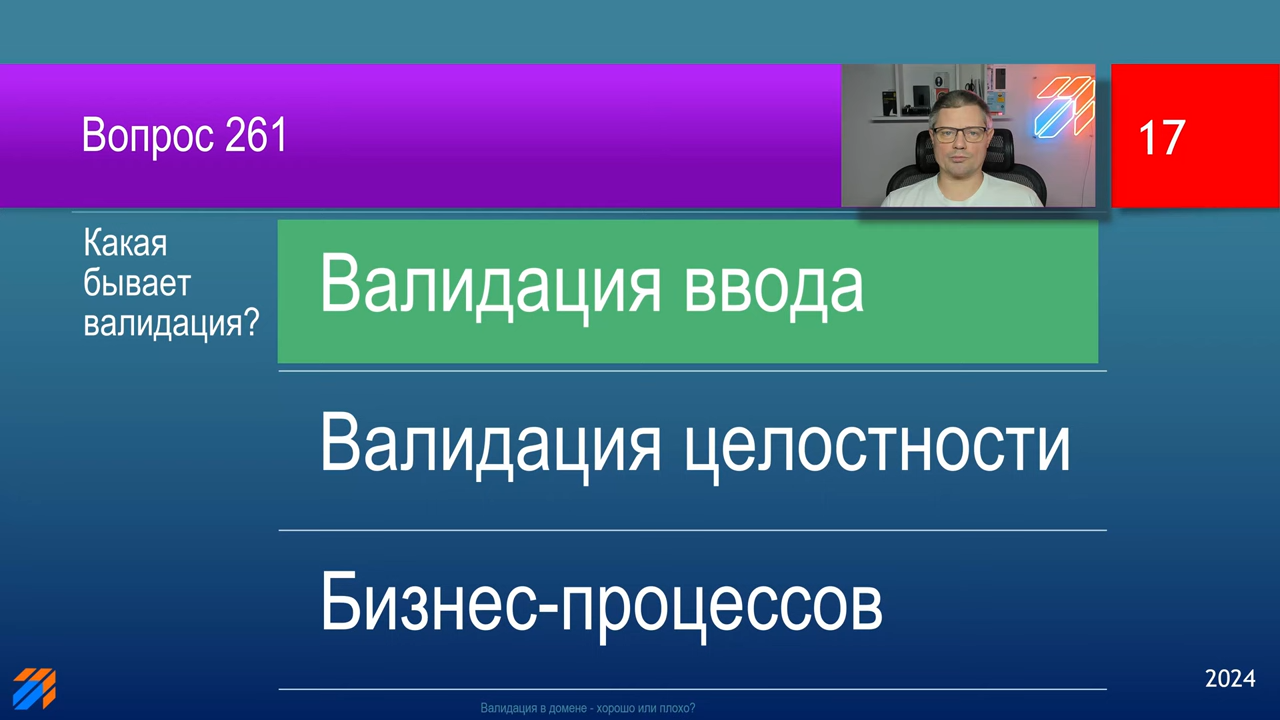 Вопрос 261
17
Какая
бывает
валидация?
Валидация ввода
Валидация целостности
Бизнес-процессов
2024
Валидация в домене - хорошо или плохо?